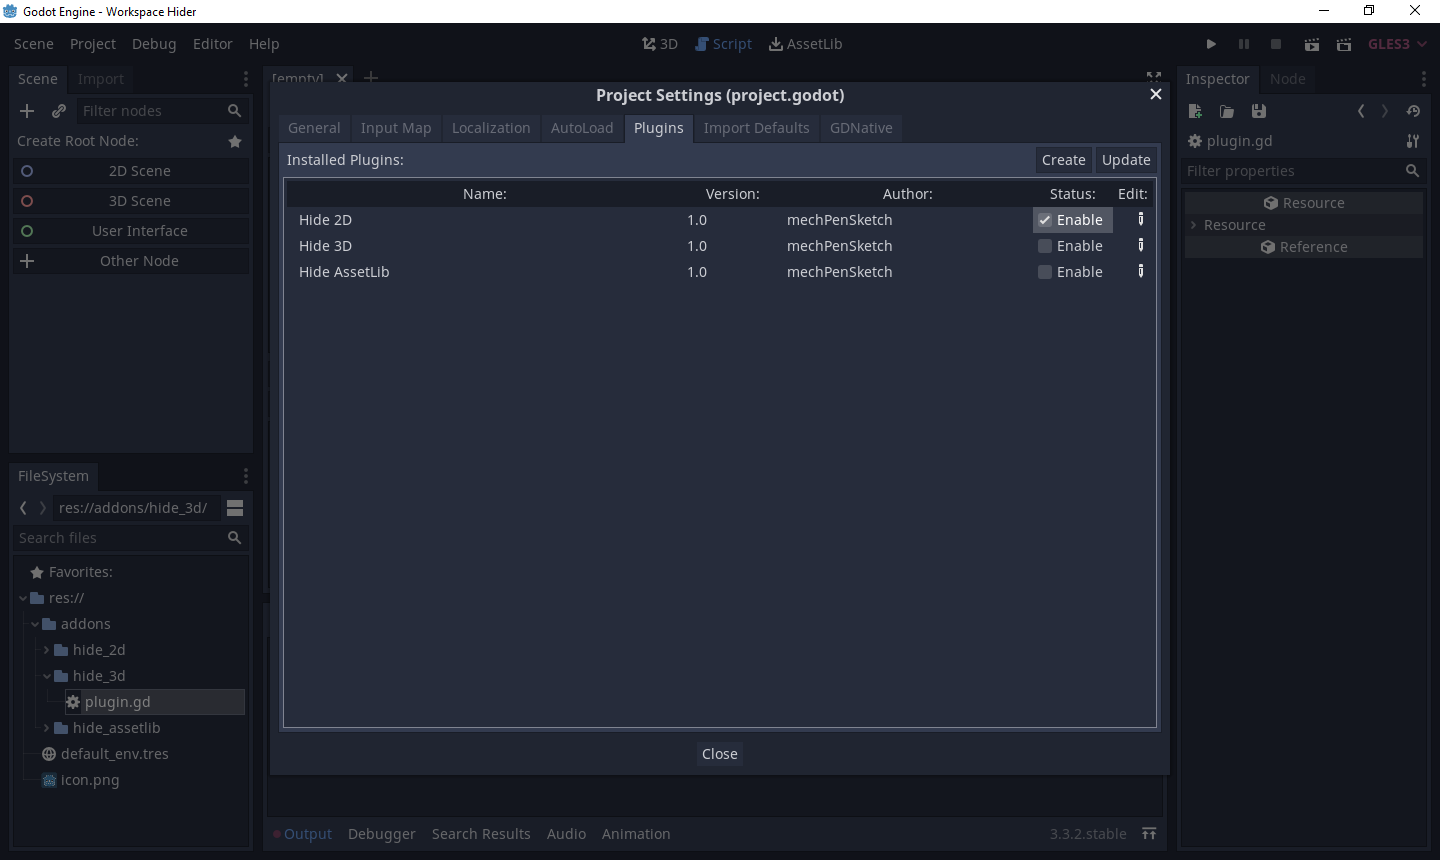 Godot Engine - Workspace Hider
Scene Project Debug Editor Help 3D Script AssetLib GLES3
Scene Import
Filter nodes
Create Root Node:
2D Scene
3D Scene
User Interface
Other Node
FileSystem
res://addons/hide_3d/
Search files
Favorites:
res://
addons
hide_2d
hide_3d
plugin.gd
hide_assetlib
default_env.tres
icon.png
[empty]
Project Settings (project.godot)
General Input Map Localization AutoLoad Plugins Import Defaults GDNative
Installed Plugins: Create Update
Name: Version: Author: Status: Edit:
Hide 2D 1.0 mechPenSketch Enable
Hide 3D 1.0 mechPenSketch Enable
Hide AssetLib 1.0 mechPenSketch Enable
Close
Output Debugger Search Results Audio Animation 3.3.2.stable
Inspector Node
plugin.gd
Filter properties
Resource
Resource
Reference